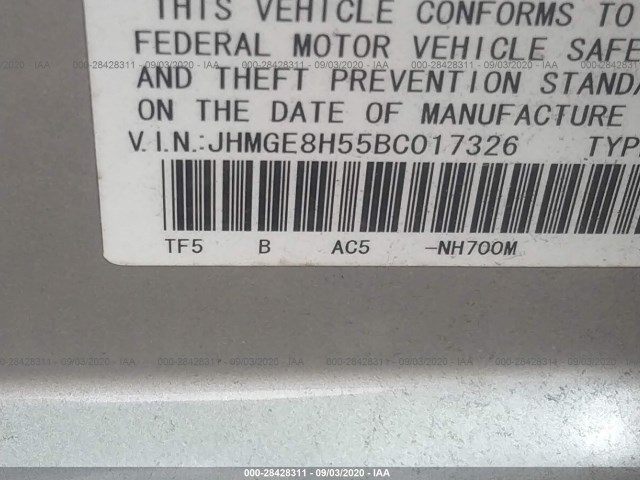 THIS VEHICLE CONFORMS TO
FEDERAL MOTOR VEHICLE SAFE
AND THEFT PREVENTION STANDA
ON THE DATE OF MANUFACTURE
V.I.N.:JHMGE8H55BC017326 TYP
TF5 B AC5 -NH700M
000-28428311 - 09/03/2020 - IAA